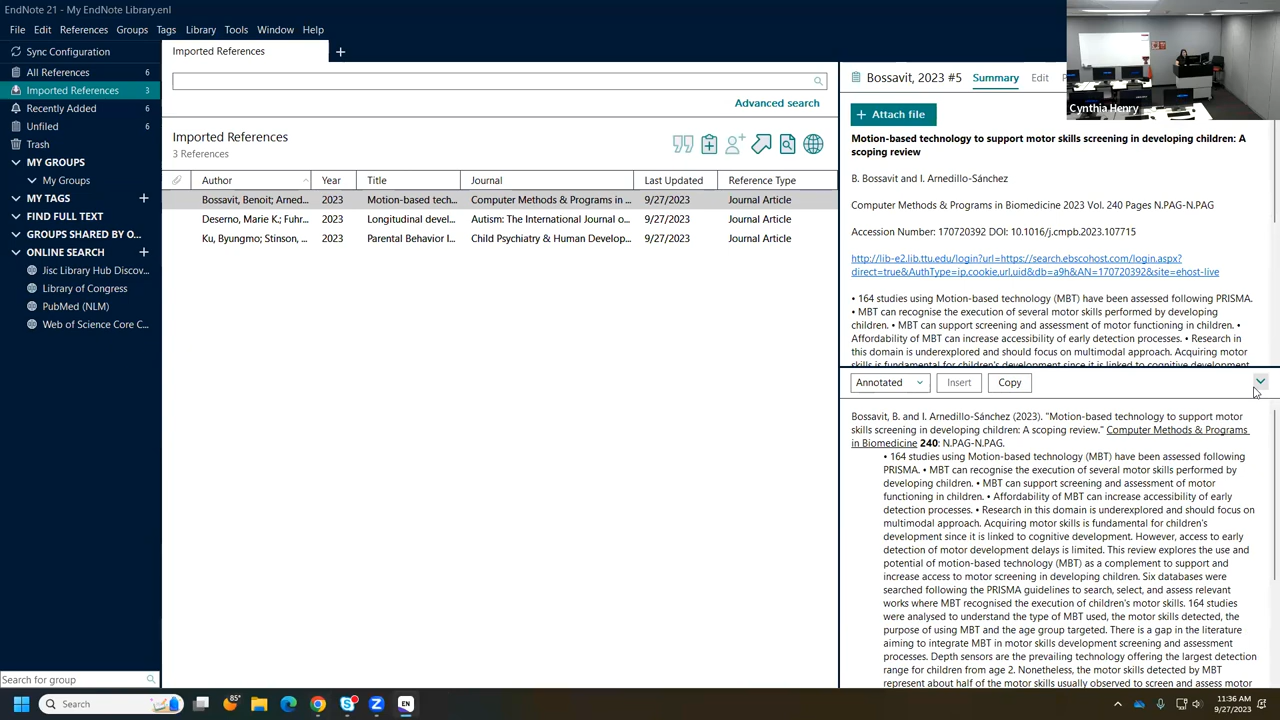 EndNote 21 - My EndNote Library.enl
File Edit References Groups Tags Library Tools Window Help
Sync Configuration
All References 6
Imported References 3
Recently Added 6
Unfiled 6
Trash
MY GROUPS
My Groups
MY TAGS +
FIND FULL TEXT
GROUPS SHARED BY O...
ONLINE SEARCH +
Jisc Library Hub Discov...
Library of Congress
PubMed (NLM)
Web of Science Core C...
Search for group
Imported References +
Advanced search
Imported References
3 References
Author Year Title Journal Last Updated Reference Type
Bossavit, Benoit; Arned... 2023 Motion-based tech... Computer Methods & Programs in ... 9/27/2023 Journal Article
Deserno, Marie K.; Fuhr... 2023 Longitudinal devel... Autism: The International Journal o... 9/27/2023 Journal Article
Ku, Byungmo; Stinson, ... 2023 Parental Behavior I... Child Psychiatry & Human Develop... 9/27/2023 Journal Article
Bossavit, 2023 #5 Summary Edit
Cynthia Henry
+ Attach file
Motion-based technology to support motor skills screening in developing children: A
scoping review
B. Bossavit and I. Arnedillo-Sánchez
Computer Methods & Programs in Biomedicine 2023 Vol. 240 Pages N.PAG-N.PAG
Accession Number: 170720392 DOI: 10.1016/j.cmpb.2023.107715
http://lib-e2.lib.ttu.edu/login?url=https://search.ebscohost.com/login.aspx?
direct=true&AuthType=ip,cookie,url,uid&db=a9h&AN=170720392&site=ehost-live
• 164 studies using Motion-based technology (MBT) have been assessed following PRISMA.
• MBT can recognise the execution of several motor skills performed by developing
children. • MBT can support screening and assessment of motor functioning in children. •
Affordability of MBT can increase accessibility of early detection processes. • Research in
this domain is underexplored and should focus on multimodal approach. Acquiring motor
skills is fundamental for children's development since it is linked to cognitive development.
Annotated Insert Copy
Bossavit, B. and I. Arnedillo-Sánchez (2023). "Motion-based technology to support motor
skills screening in developing children: A scoping review." Computer Methods & Programs
in Biomedicine 240: N.PAG-N.PAG.
• 164 studies using Motion-based technology (MBT) have been assessed following
PRISMA. • MBT can recognise the execution of several motor skills performed by
developing children. • MBT can support screening and assessment of motor
functioning in children. • Affordability of MBT can increase accessibility of early
detection processes. • Research in this domain is underexplored and should focus on
multimodal approach. Acquiring motor skills is fundamental for children's
development since it is linked to cognitive development. However, access to early
detection of motor development delays is limited. This review explores the use and
potential of motion-based technology (MBT) as a complement to support and
increase access to motor screening in developing children. Six databases were
searched following the PRISMA guidelines to search, select, and assess relevant
works where MBT recognised the execution of children's motor skills. 164 studies
were analysed to understand the type of MBT used, the motor skills detected, the
purpose of using MBT and the age group targeted. There is a gap in the literature
aiming to integrate MBT in motor skills development screening and assessment
processes. Depth sensors are the prevailing technology offering the largest detection
range for children from age 2. Nonetheless, the motor skills detected by MBT
represent about half of the motor skills usually observed to screen and assess motor
Search 85° EN 11:36 AM
9/27/2023